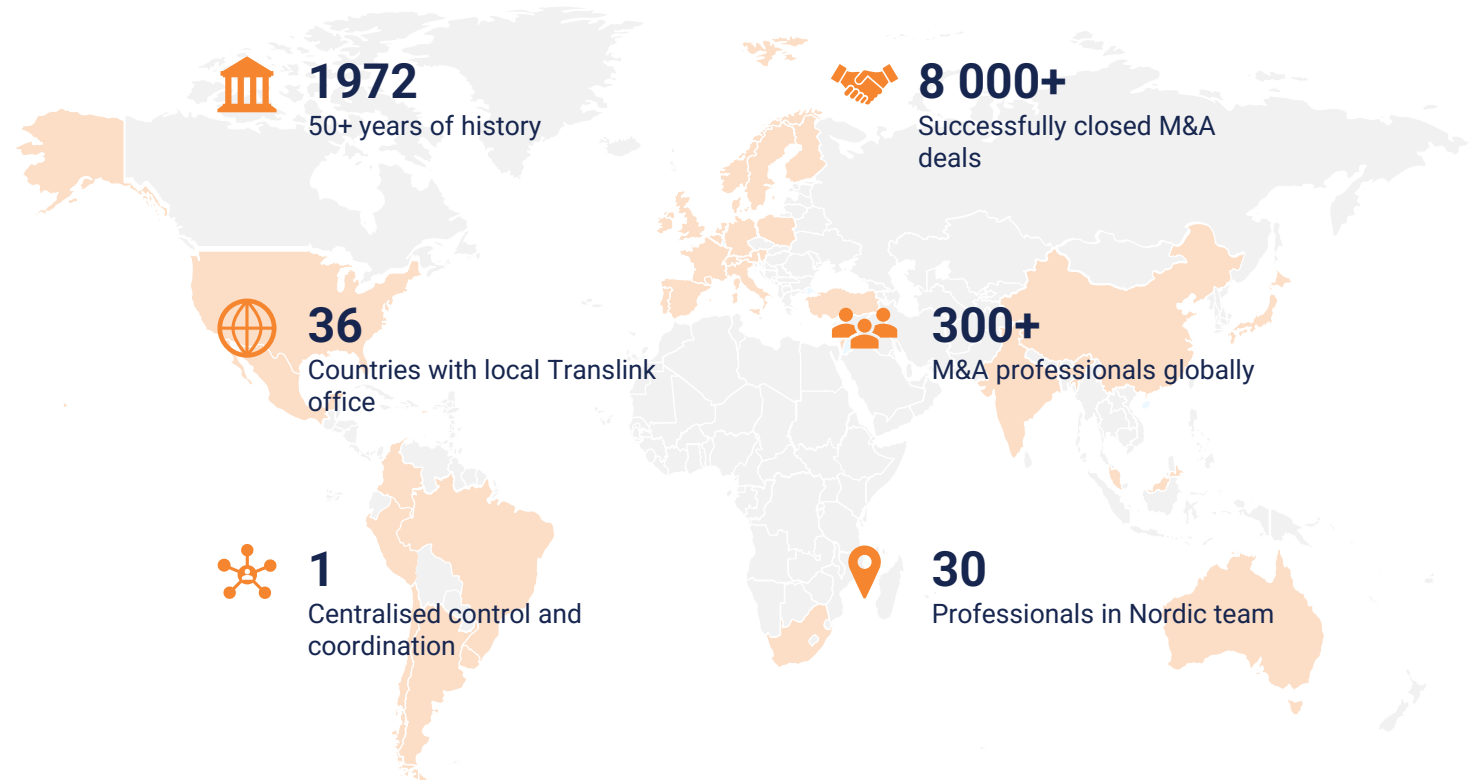 1972
50+ years of history
8 000+
Successfully closed M&A
deals
36
Countries with local Translink
office
300+
M&A professionals globally
1
Centralised control and
coordination
30
Professionals in Nordic team